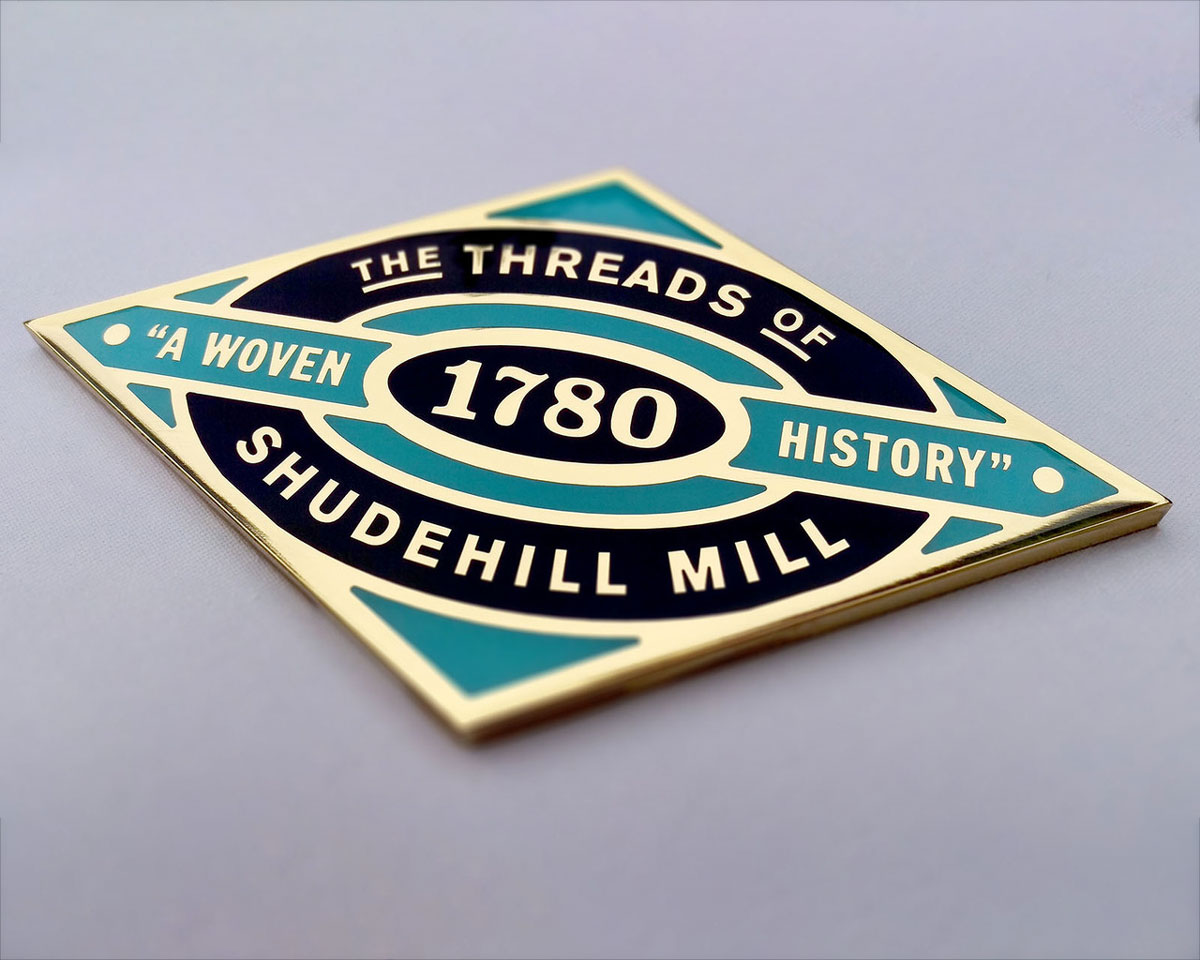 THE THREADS OF
“A WOVEN
1780
HISTORY”
SHUDEHILL MILL